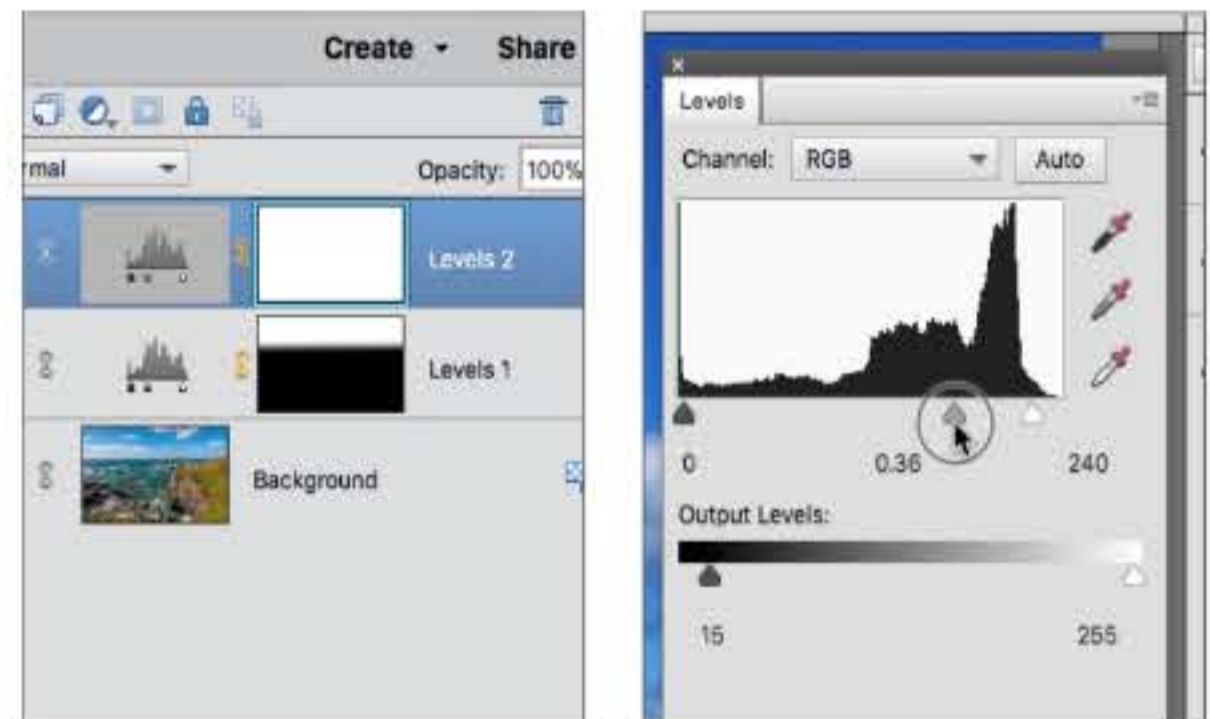 Create Share
rmal Opacity: 100%
Levels 2
Levels 1
Background
Levels
Channel: RGB Auto
0 0.36 240
Output Levels:
15 255